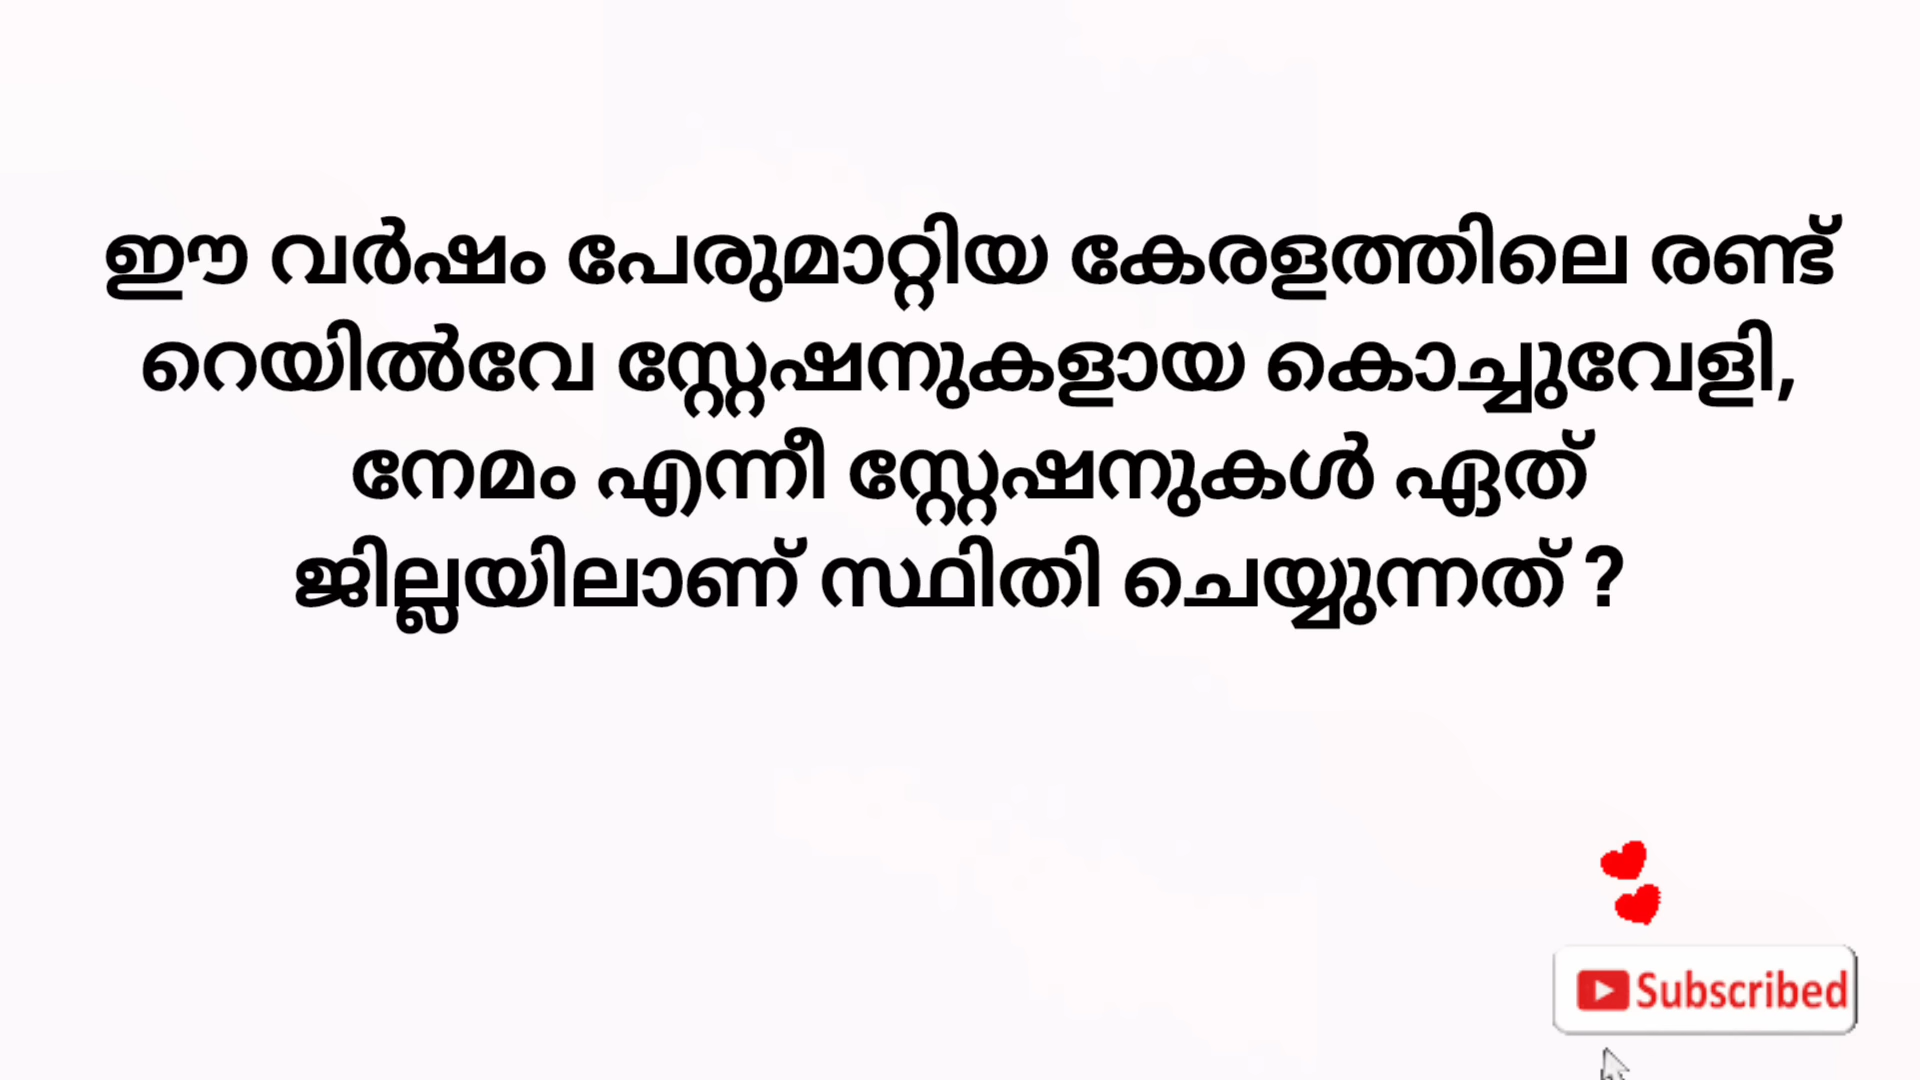 ഈ വർഷം പേരുമാറ്റിയ കേരളത്തിലെ രണ്ട്
റെയിൽവേ സ്റ്റേഷനുകളായ കൊച്ചുവേളി,
നേമം എന്നീ സ്റ്റേഷനുകൾ ഏത്
ജില്ലയിലാണ് സ്ഥിതി ചെയ്യുന്നത് ?
Subscribed